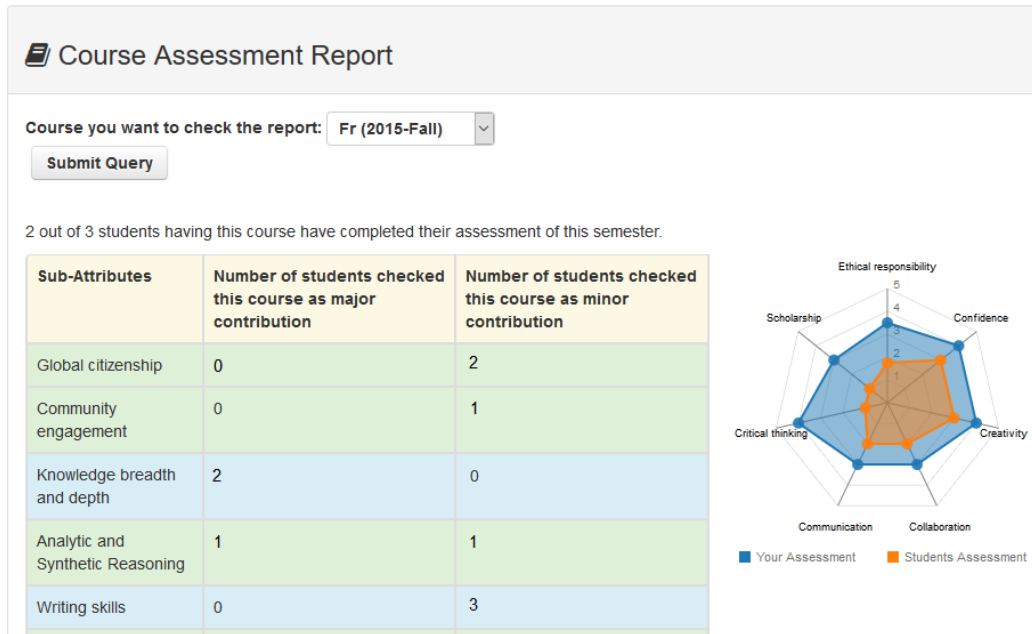 Course Assessment Report
Course you want to check the report: Fr (2015-Fall)
Submit Query
2 out of 3 students having this course have completed their assessment of this semester.
Sub-Attributes Number of students checked this course as major contribution Number of students checked this course as minor contribution
Global citizenship 0 2
Community engagement 0 1
Knowledge breadth and depth 2 0
Analytic and Synthetic Reasoning 1 1
Writing skills 0 3
Ethical responsibility
5
4
3
2
1
Scholarship
Confidence
Critical thinking
Creativity
Communication
Collaboration
Your Assessment
Students Assessment